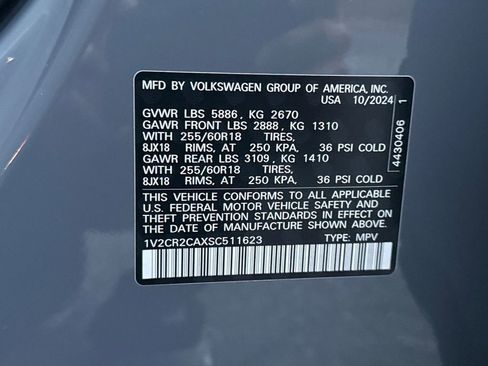 MFD BY VOLKSWAGEN GROUP OF AMERICA, INC.
USA 10/2024
GVWR LBS 5886, KG 2670
GAWR FRONT LBS 2888, KG 1310
WITH 255/60R18 TIRES,
8JX18 RIMS, AT 250 KPA, 36 PSI COLD
GAWR REAR LBS 3109, KG 1410
WITH 255/60R18 TIRES,
8JX18 RIMS, AT 250 KPA, 36 PSI COLD
THIS VEHICLE CONFORMS TO ALL APPLICABLE
U.S. FEDERAL MOTOR VEHICLE SAFETY AND
THEFT PREVENTION STANDARDS IN EFFECT ON
THE DATE OF MANUFACTURE SHOWN ABOVE.
1V2CR2CAXSC511623 TYPE: MPV
4430406 1